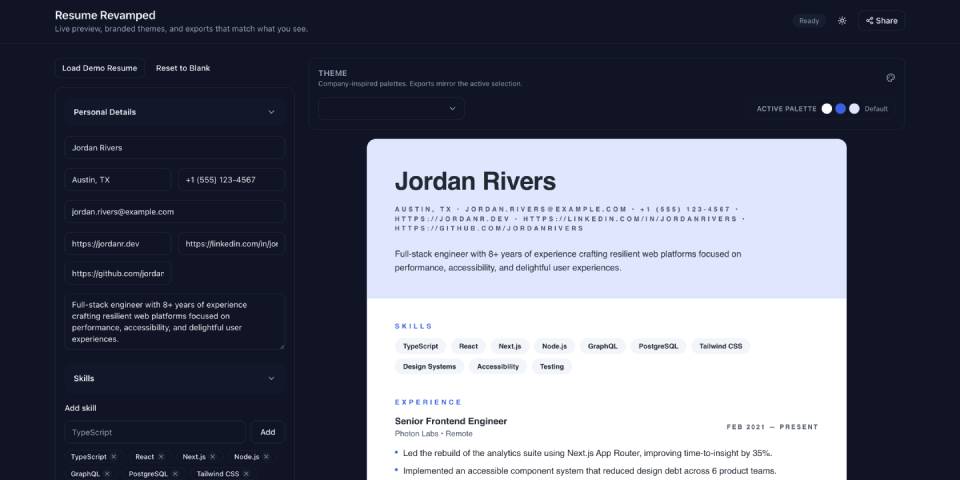 Resume Revamped
Live preview, branded themes, and exports that match what you see.
Ready
Share
Load Demo Resume
Reset to Blank
Personal Details
Jordan Rivers
Austin, TX
+1 (555) 123-4567
jordan.rivers@example.com
https://jordanr.dev
https://linkedin.com/in/jor
https://github.com/jordar
Full-stack engineer with 8+ years of experience
crafting resilient web platforms focused on
performance, accessibility, and delightful user
experiences.
Skills
Add skill
TypeScript
Add
TypeScript × React × Next.js × Node.js ×
GraphQL × PostgreSQL × Tailwind CSS ×
THEME
Company-inspired palettes. Exports mirror the active selection.
ACTIVE PALETTE
Default
Jordan Rivers
AUSTIN, TX · JORDAN.RIVERS@EXAMPLE.COM · +1 (555) 123-4567 ·
HTTPS://JORDANR.DEV · HTTPS://LINKEDIN.COM/IN/JORDANRIVERS ·
HTTPS://GITHUB.COM/JORDANRIVERS
Full-stack engineer with 8+ years of experience crafting resilient web platforms focused on
performance, accessibility, and delightful user experiences.
SKILLS
TypeScript React Next.js Node.js GraphQL PostgreSQL Tailwind CSS
Design Systems Accessibility Testing
EXPERIENCE
Senior Frontend Engineer
FEB 2021 — PRESENT
Photon Labs • Remote
• Led the rebuild of the analytics suite using Next.js App Router, improving time-to-insight by 35%.
• Implemented an accessible component system that reduced design debt across 6 product teams.